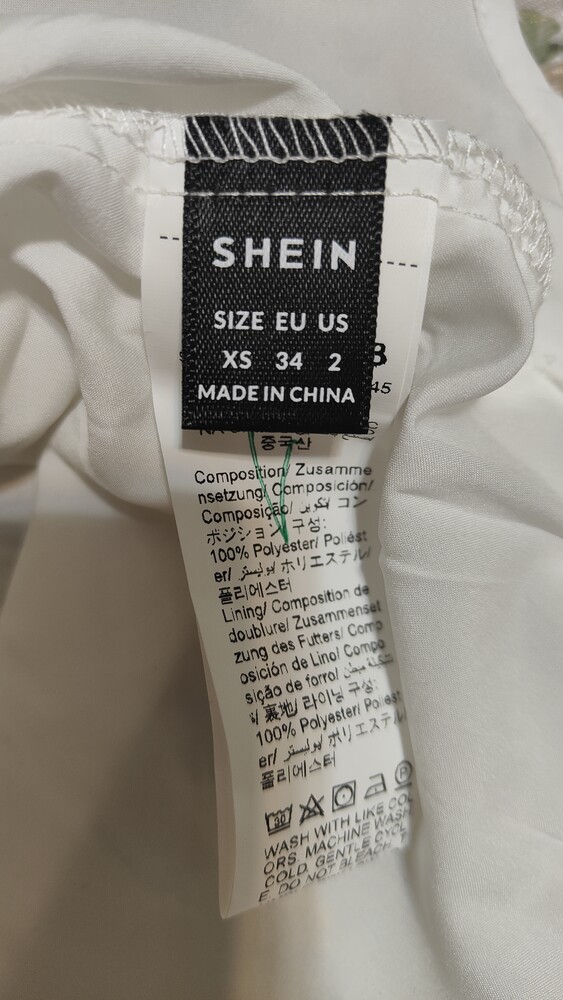 SHEIN
SIZE EU US
XS 34 2
MADE IN CHINA
B
45
중국산
Composition/ Zusamme
nsetzung/ Composición/
Composição/ تكوين/ コン
ポジション/ 구성:
100% Polyester/ Poliést
er/ بوليستر/ ポリエステル/
폴리에스터
Lining/ Composition de
doublure/ Zusammenset
zung des Futters/ Comp
osición de Lino/ Compo
sição de forro/
裏地/ 라이닝 구성:
100% Polyester/ Poliést
er/ بوليستر/ ポリエステル/
폴리에스터
30
P
WASH WITH LIKE COL
ORS. MACHINE WASH
COLD. GENTLE CYCL
E. DO NOT BLEACH.